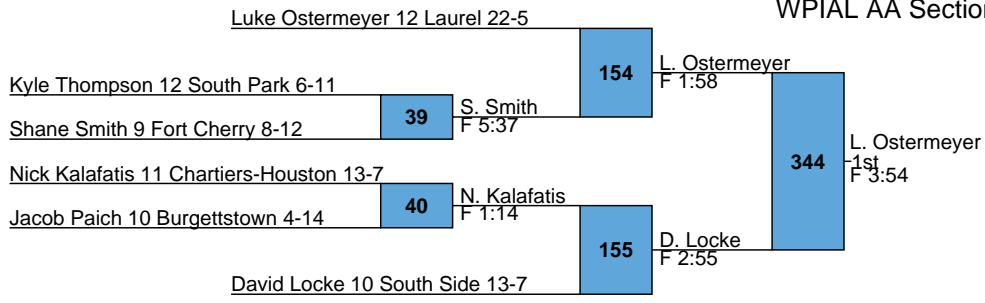 WPIAL AA Section
Luke Ostermeyer 12 Laurel 22-5
154
L. Ostermeyer
F 1:58
Kyle Thompson 12 South Park 6-11
39
S. Smith
F 5:37
Shane Smith 9 Fort Cherry 8-12
344
L. Ostermeyer
1st
F 3:54
Nick Kalafatis 11 Chartiers-Houston 13-7
40
N. Kalafatis
F 1:14
Jacob Paich 10 Burgettstown 4-14
155
D. Locke
F 2:55
David Locke 10 South Side 13-7